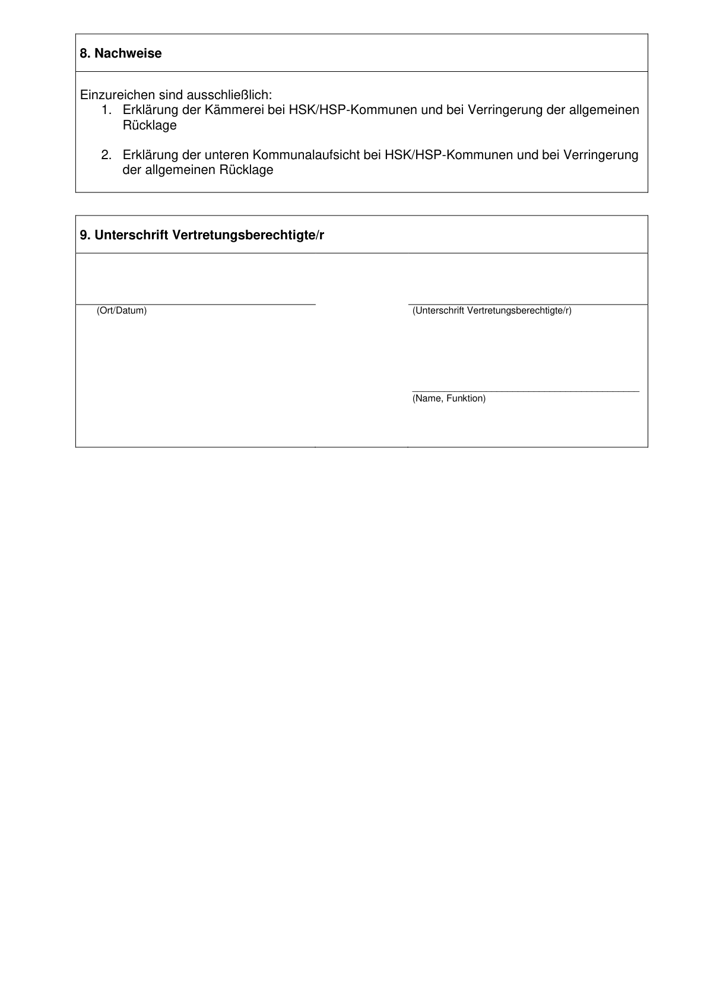 8. Nachweise
Einzureichen sind ausschließlich:
1. Erklärung der Kämmerei bei HSK/HSP-Kommunen und bei Verringerung der allgemeinen
Rücklage
2. Erklärung der unteren Kommunalaufsicht bei HSK/HSP-Kommunen und bei Verringerung
der allgemeinen Rücklage
9. Unterschrift Vertretungsberechtigte/r
(Ort/Datum) (Unterschrift Vertretungsberechtigte/r)
(Name, Funktion)